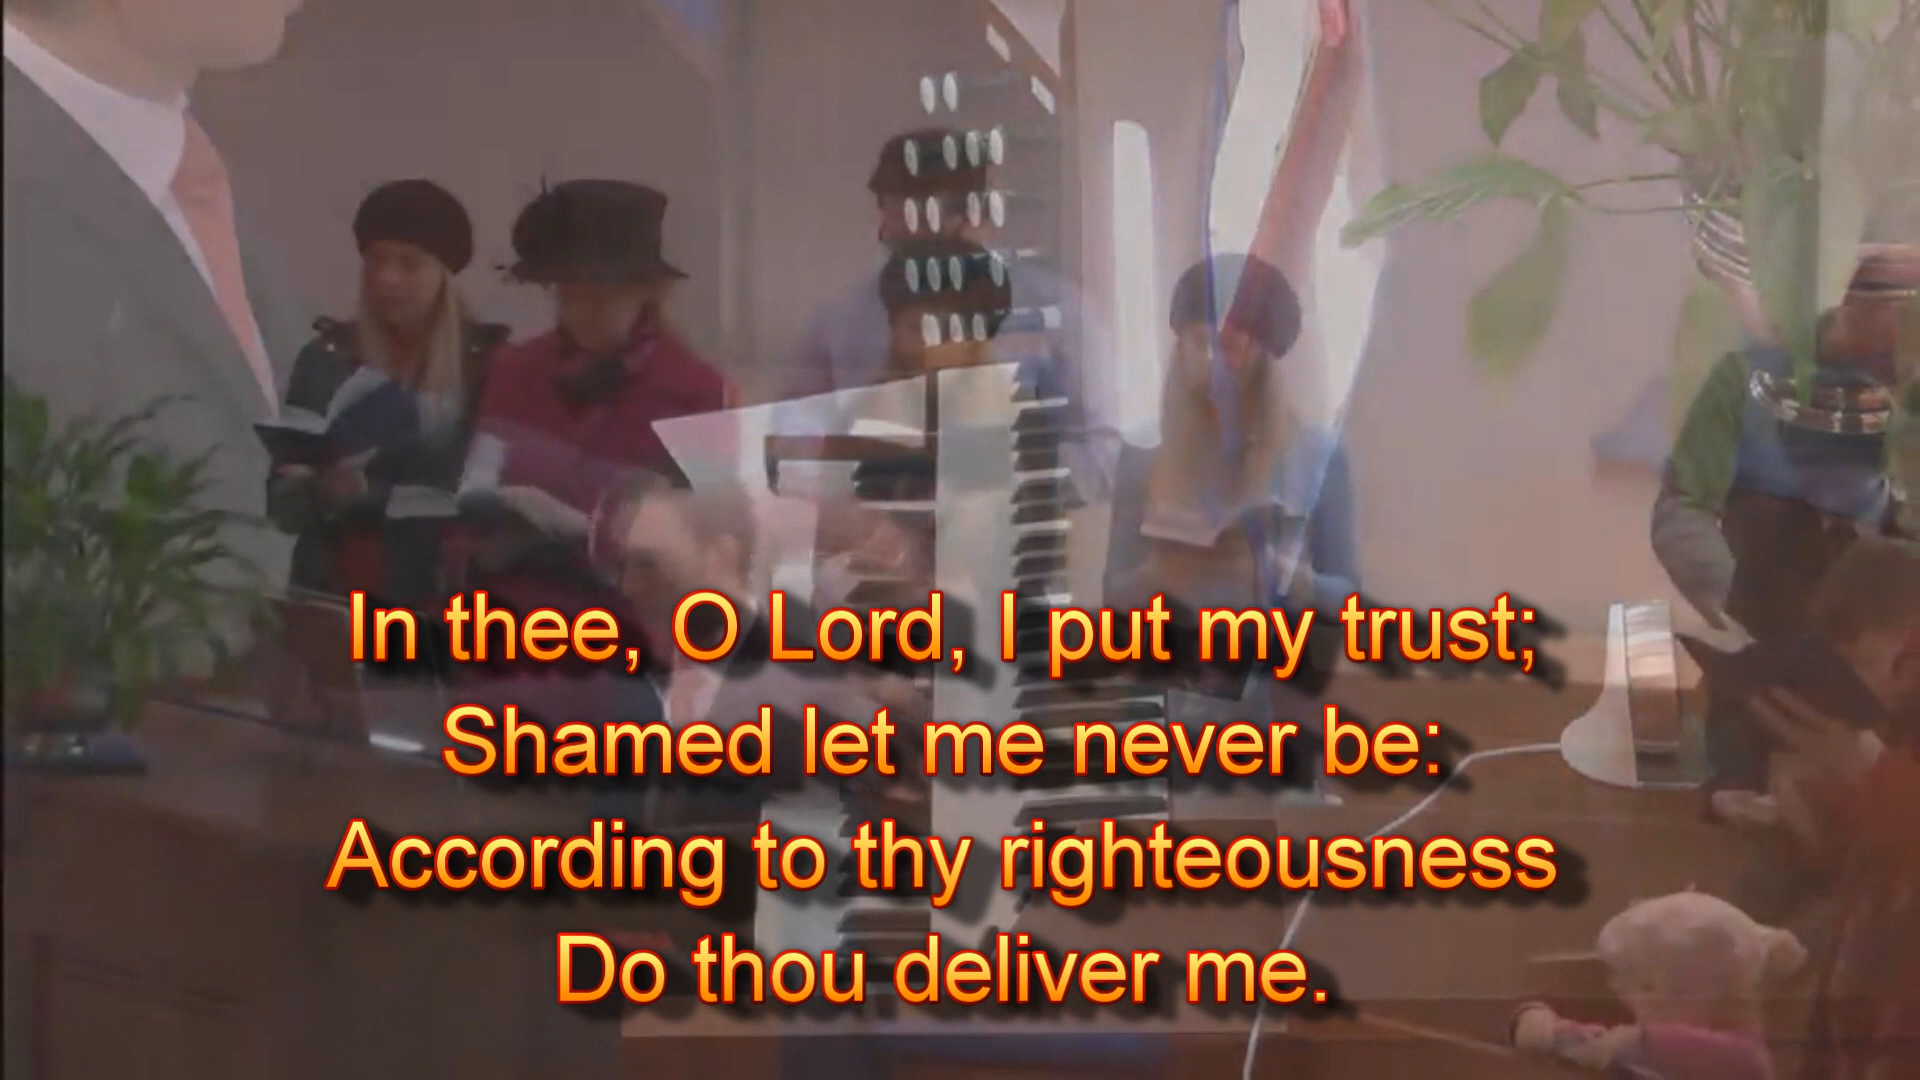 In thee, O Lord, I put my trust;
Shamed let me never be:
According to thy righteousness
Do thou deliver me.